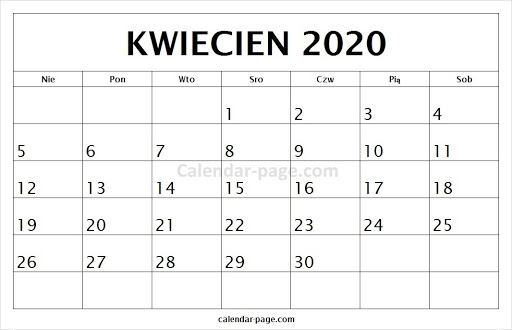 KWIECIEN 2020
Nie Pon Wto Sro Czw Pią Sob
1 2 3 4
5 6 7 8 9 10 11
Calendar-page.com
12 13 14 15 16 17 18
19 20 21 22 23 24 25
26 27 28 29 30
calendar-page.com